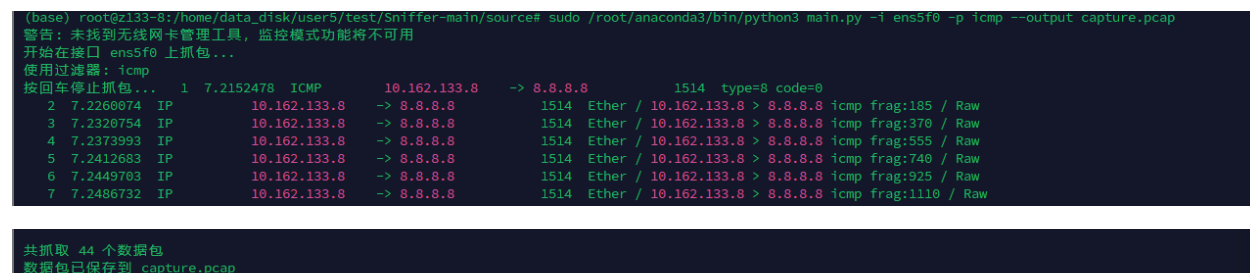 (base) root@z133-8:/home/data_disk/user5/test/Sniffer-main/source# sudo /root/anaconda3/bin/python3 main.py -i ens5f0 -p icmp --output capture.pcap
警告: 未找到无线网卡管理工具, 监控模式功能将不可用
开始在接口 ens5f0 上抓包...
使用过滤器: icmp
按回车停止抓包... 1 7.2152478 ICMP 10.162.133.8 -> 8.8.8.8 1514 type=8 code=0
2 7.2260074 IP 10.162.133.8 -> 8.8.8.8 1514 Ether / 10.162.133.8 > 8.8.8.8 icmp frag:185 / Raw
3 7.2320754 IP 10.162.133.8 -> 8.8.8.8 1514 Ether / 10.162.133.8 > 8.8.8.8 icmp frag:370 / Raw
4 7.2373993 IP 10.162.133.8 -> 8.8.8.8 1514 Ether / 10.162.133.8 > 8.8.8.8 icmp frag:555 / Raw
5 7.2412683 IP 10.162.133.8 -> 8.8.8.8 1514 Ether / 10.162.133.8 > 8.8.8.8 icmp frag:740 / Raw
6 7.2449703 IP 10.162.133.8 -> 8.8.8.8 1514 Ether / 10.162.133.8 > 8.8.8.8 icmp frag:925 / Raw
7 7.2486732 IP 10.162.133.8 -> 8.8.8.8 1514 Ether / 10.162.133.8 > 8.8.8.8 icmp frag:1110 / Raw
共抓取 44 个数据包
数据包已保存到 capture.pcap